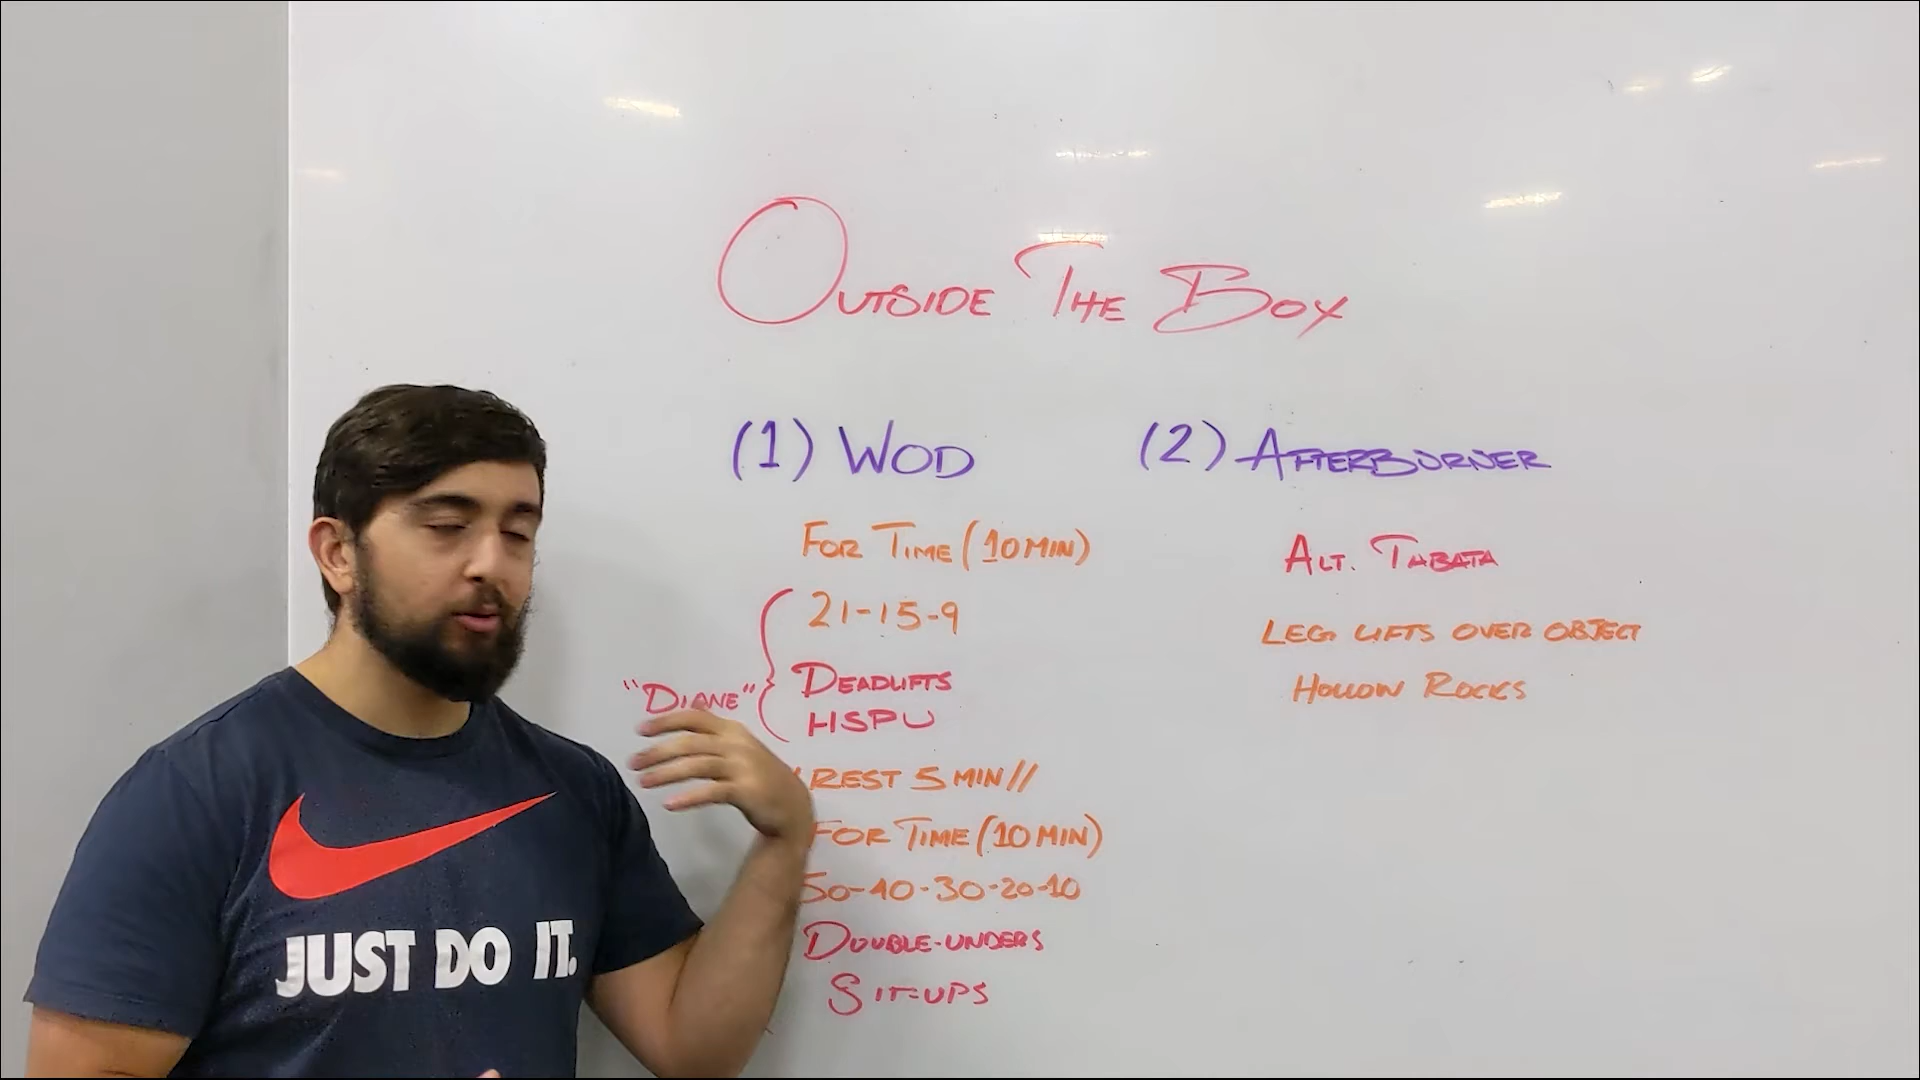 OUTSIDE THE BOX
(1) WOD
FOR TIME (10 MIN)
21-15-9
"DIANE"
DEADLIFTS
HSPU
REST 5 MIN//
FOR TIME (10 MIN)
50-40-30-20-10
DOUBLE-UNDERS
SIT-UPS
(2) AFTERBURNER
ALT. TABATA
LEG LIFTS OVER OBJECT
HOLLOW ROCKS
JUST DO IT.